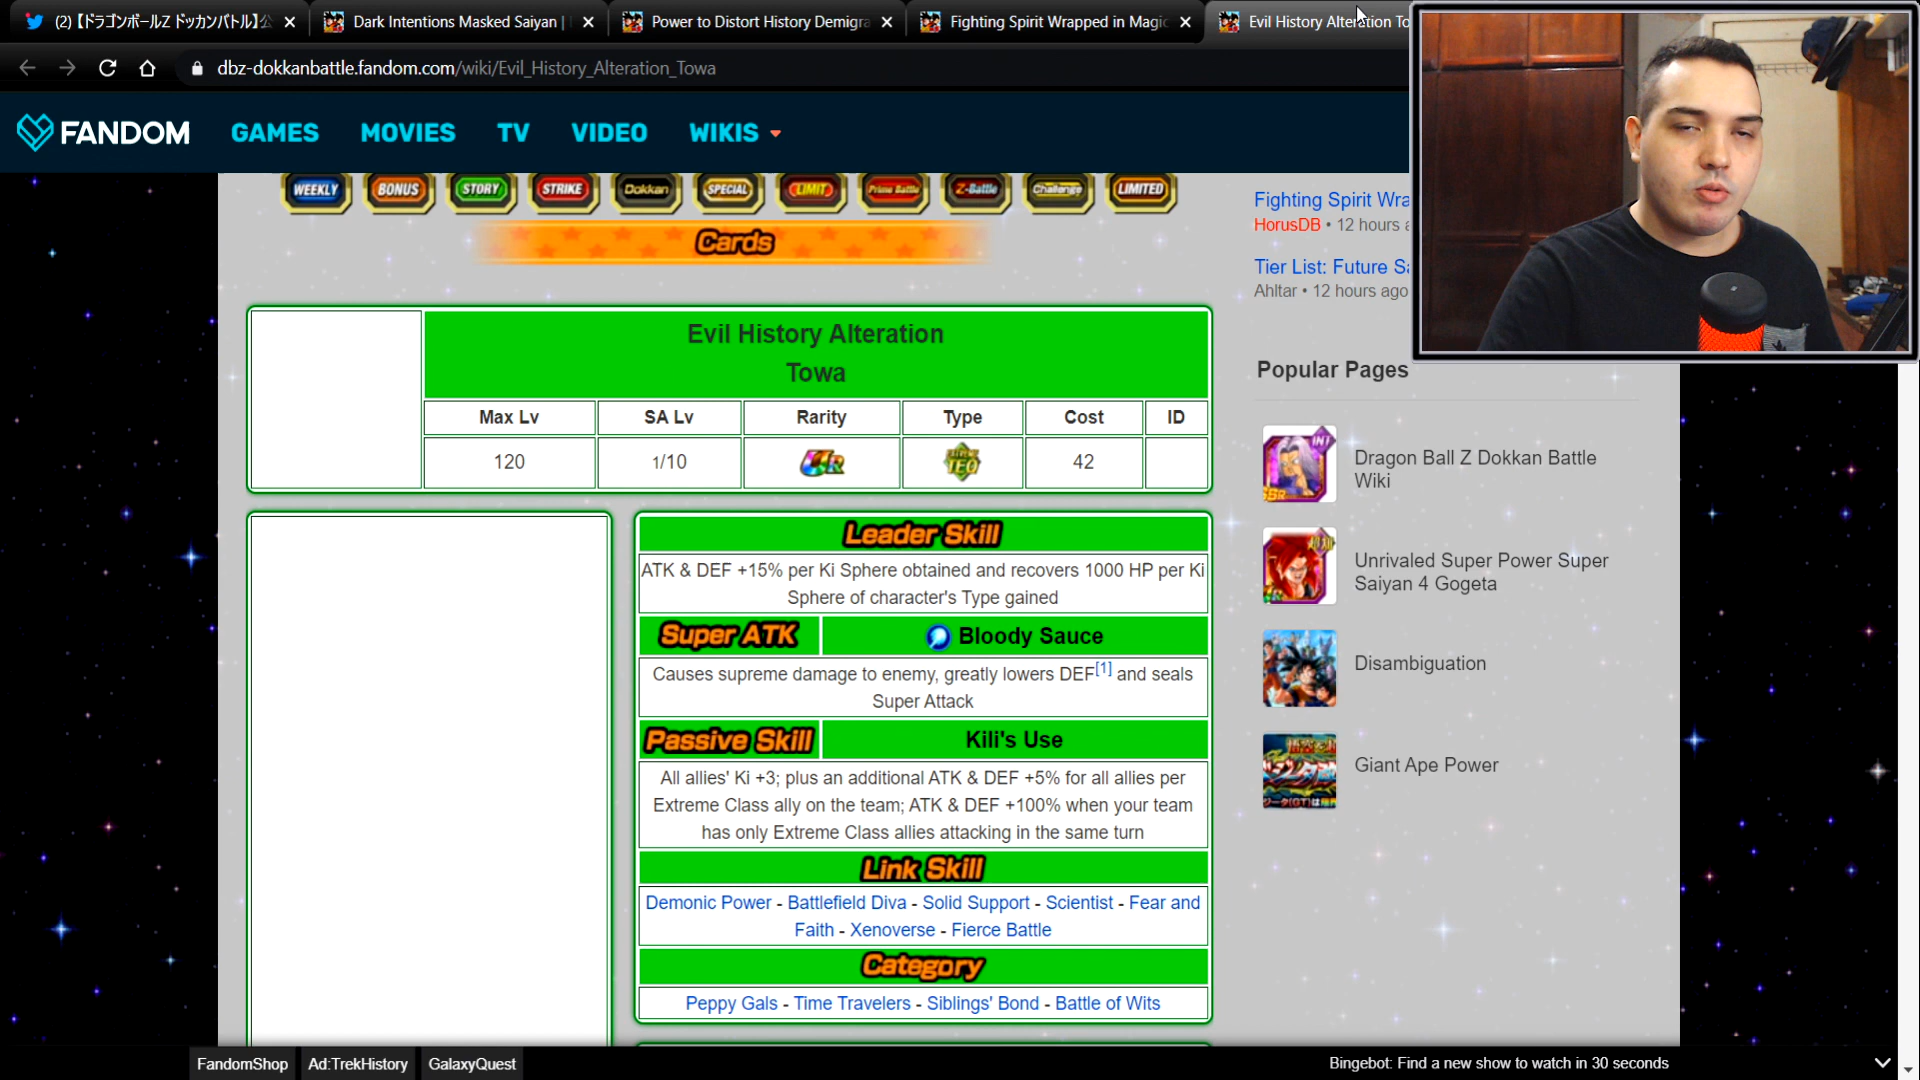 (2)【ドラゴンボールZ ドッカンバトル】公
Dark Intentions Masked Saiyan |
Power to Distort History Demigra
Fighting Spirit Wrapped in Magic
Evil History Alteration To
dbz-dokkanbattle.fandom.com/wiki/Evil_History_Alteration_Towa
FANDOM
GAMES
MOVIES
TV
VIDEO
WIKIS
WEEKLY
BONUS
STORY
STRIKE
Dokkan
SPECIAL
LIMIT
Prime Battle
Z-Battle
Challenge
LIMITED
Cards
Fighting Spirit Wra
HorusDB • 12 hours a
Tier List: Future Sa
Ahltar • 12 hours ago
Evil History Alteration
Towa
Max Lv
SA Lv
Rarity
Type
Cost
ID
120
1/10
UR
EXTREME
TEQ
42
Leader Skill
ATK & DEF +15% per Ki Sphere obtained and recovers 1000 HP per Ki
Sphere of character's Type gained
Super ATK
Bloody Sauce
Causes supreme damage to enemy, greatly lowers DEF[1] and seals
Super Attack
Passive Skill
Kili's Use
All allies' Ki +3; plus an additional ATK & DEF +5% for all allies per
Extreme Class ally on the team; ATK & DEF +100% when your team
has only Extreme Class allies attacking in the same turn
Link Skill
Demonic Power - Battlefield Diva - Solid Support - Scientist - Fear and
Faith - Xenoverse - Fierce Battle
Category
Peppy Gals - Time Travelers - Siblings' Bond - Battle of Wits
Popular Pages
INT
SSR
Dragon Ball Z Dokkan Battle
Wiki
Unrivaled Super Power Super
Saiyan 4 Gogeta
Disambiguation
Giant Ape Power
FandomShop
Ad:TrekHistory
GalaxyQuest
Bingebot: Find a new show to watch in 30 seconds